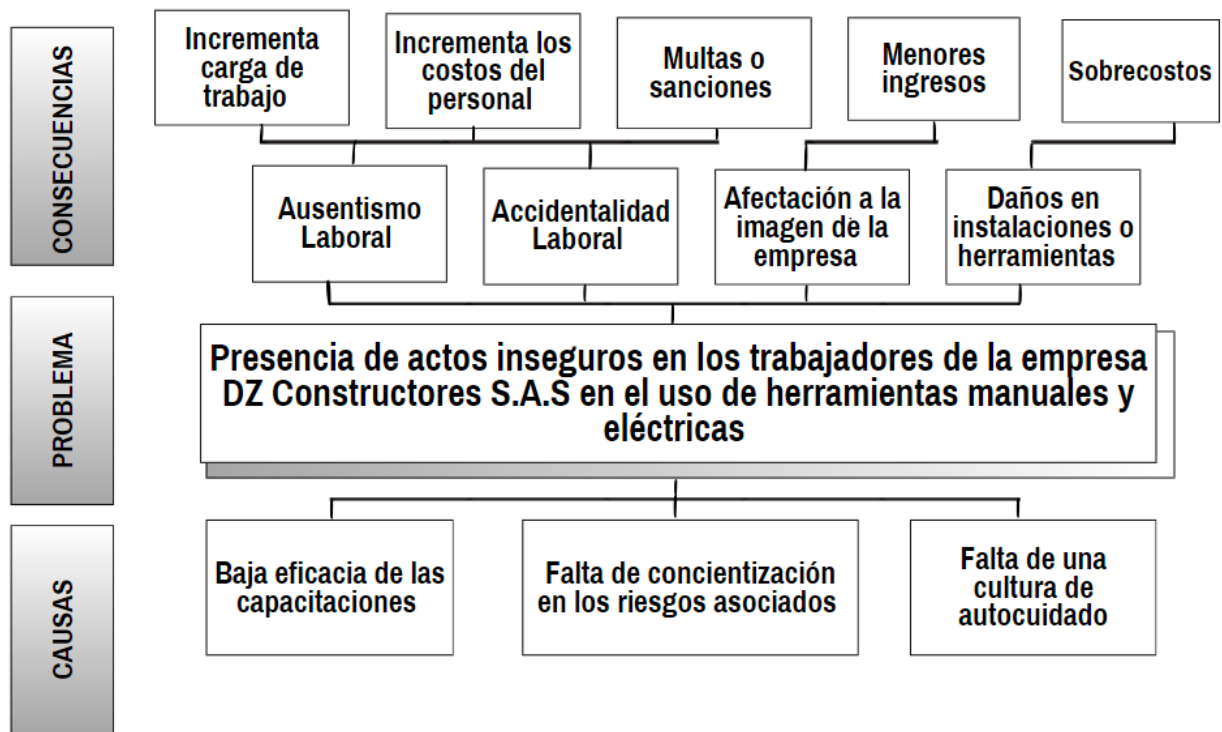 CONSECUENCIAS
Incrementa
carga de
trabajo
Incrementa los
costos del
personal
Multas o
sanciones
Menores
ingresos
Sobrecostos
Ausentismo
Laboral
Accidentalidad
Laboral
Afectación a la
imagen de la
empresa
Daños en
instalaciones o
herramientas
PROBLEMA
Presencia de actos inseguros en los trabajadores de la empresa
DZ Constructores S.A.S en el uso de herramientas manuales y
eléctricas
CAUSAS
Baja eficacia de las
capacitaciones
Falta de concientización
en los riesgos asociados
Falta de una
cultura de
autocuidado